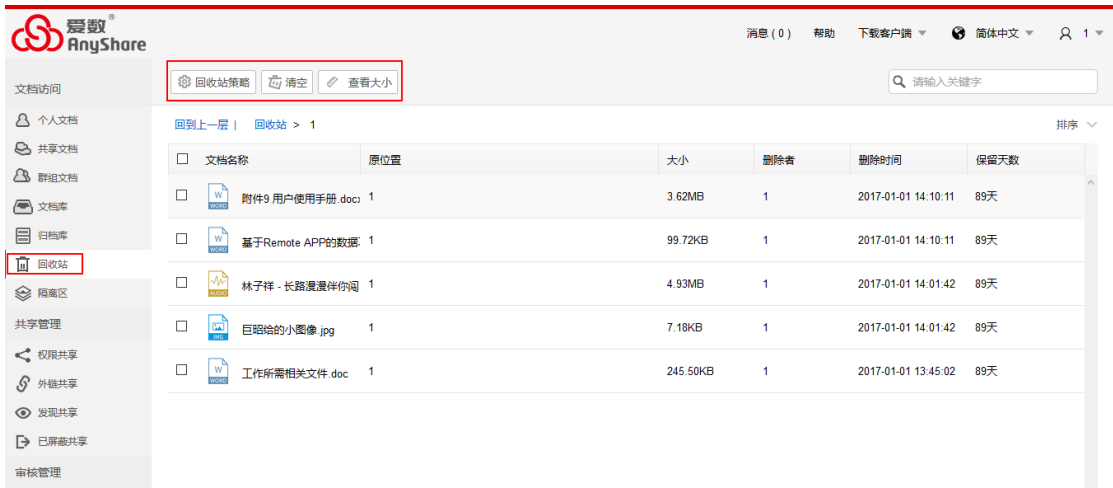 爱数® 
AnyShare
消息 ( 0 ) 帮助 下载客户端 简体中文 1
文档访问
个人文档
共享文档
群组文档
文档库
归档库
回收站
隔离区
共享管理
权限共享
外链共享
发现共享
已屏蔽共享
审核管理
回收站策略 清空 查看大小 请输入关键字
回到上一层 | 回收站 > 1 排序
文档名称 原位置 大小 删除者 删除时间 保留天数
WORD 附件9 用户使用手册.doc 1 3.62MB 1 2017-01-01 14:10:11 89天
WORD 基于Remote APP的数据 1 99.72KB 1 2017-01-01 14:10:11 89天
AUDIO 林子祥 - 长路漫漫伴你闯 1 4.93MB 1 2017-01-01 14:01:42 89天
IMG 巨昭给的小图像.jpg 1 7.18KB 1 2017-01-01 14:01:42 89天
WORD 工作所需相关文件.doc 1 245.50KB 1 2017-01-01 13:45:02 89天